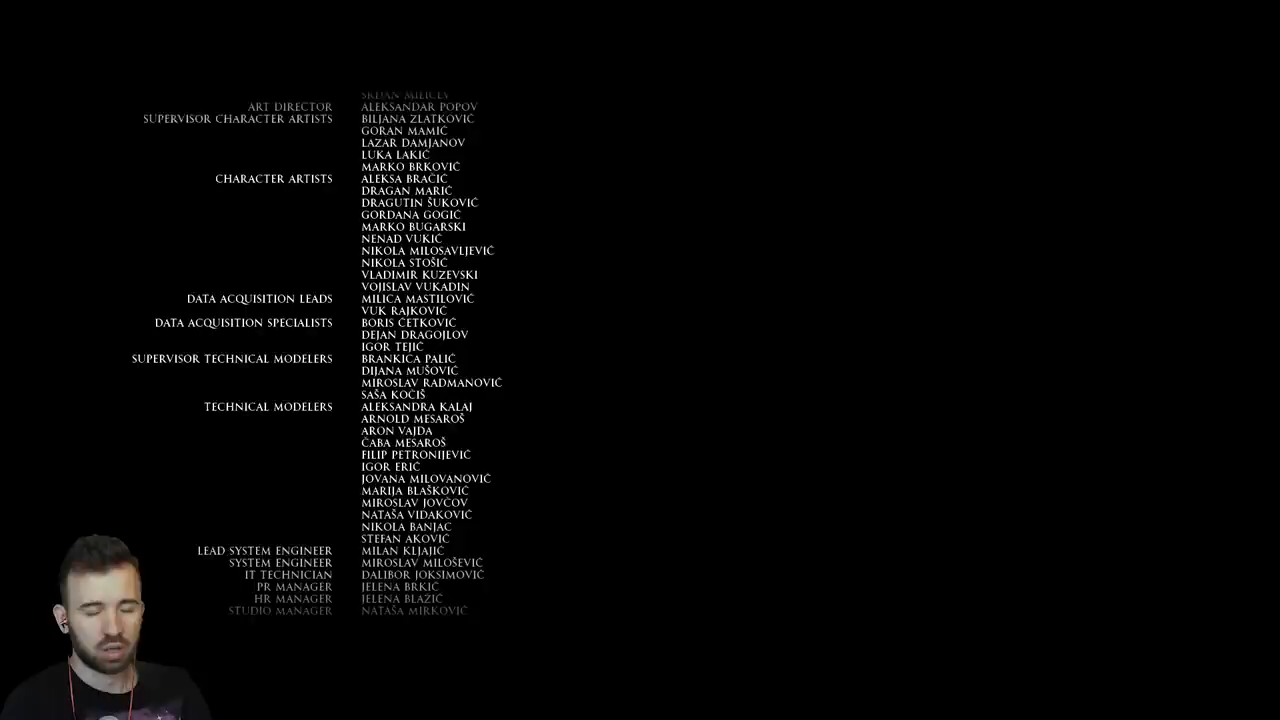 SRDJAN MILICEV
ART DIRECTOR ALEKSANDAR POPOV
SUPERVISOR CHARACTER ARTISTS BILJANA ZLATKOVIĆ
GORAN MAMIĆ
LAZAR DAMJANOV
LUKA LAKIĆ
MARKO BRKOVIĆ
CHARACTER ARTISTS ALEKSA BRAČIĆ
DRAGAN MARIĆ
DRAGUTIN ŠUKOVIĆ
GORDANA GOGIĆ
MARKO BUGARSKI
NENAD VUKIĆ
NIKOLA MILOSAVLJEVIĆ
NIKOLA STOŠIĆ
VLADIMIR KUZEVSKI
VOJISLAV VUKADIN
DATA ACQUISITION LEADS MILICA MASTILOVIĆ
VUK RAJKOVIĆ
DATA ACQUISITION SPECIALISTS BORIS ĆETKOVIĆ
DEJAN DRAGOJLOV
IGOR TEJIĆ
SUPERVISOR TECHNICAL MODELERS BRANKICA PALIĆ
DIJANA MUŠOVIĆ
MIROSLAV RADMANOVIĆ
SAŠA KOČIŠ
TECHNICAL MODELERS ALEKSANDRA KALAJ
ARNOLD MESAROŠ
ARON VAJDA
ČABA MESAROŠ
FILIP PETRONIJEVIĆ
IGOR ERIĆ
JOVANA MILOVANOVIĆ
MARIJA BLAŠKOVIĆ
MIROSLAV JOVČOV
NATAŠA VIDAKOVIĆ
NIKOLA BANJAC
STEFAN AKOVIĆ
LEAD SYSTEM ENGINEER MILAN KLJAJIĆ
SYSTEM ENGINEER MIROSLAV MILOŠEVIĆ
IT TECHNICIAN DALIBOR JOKSIMOVIĆ
PR MANAGER JELENA BRKIĆ
HR MANAGER JELENA BLAZIĆ
STUDIO MANAGER NATAŠA MIRKOVIĆ